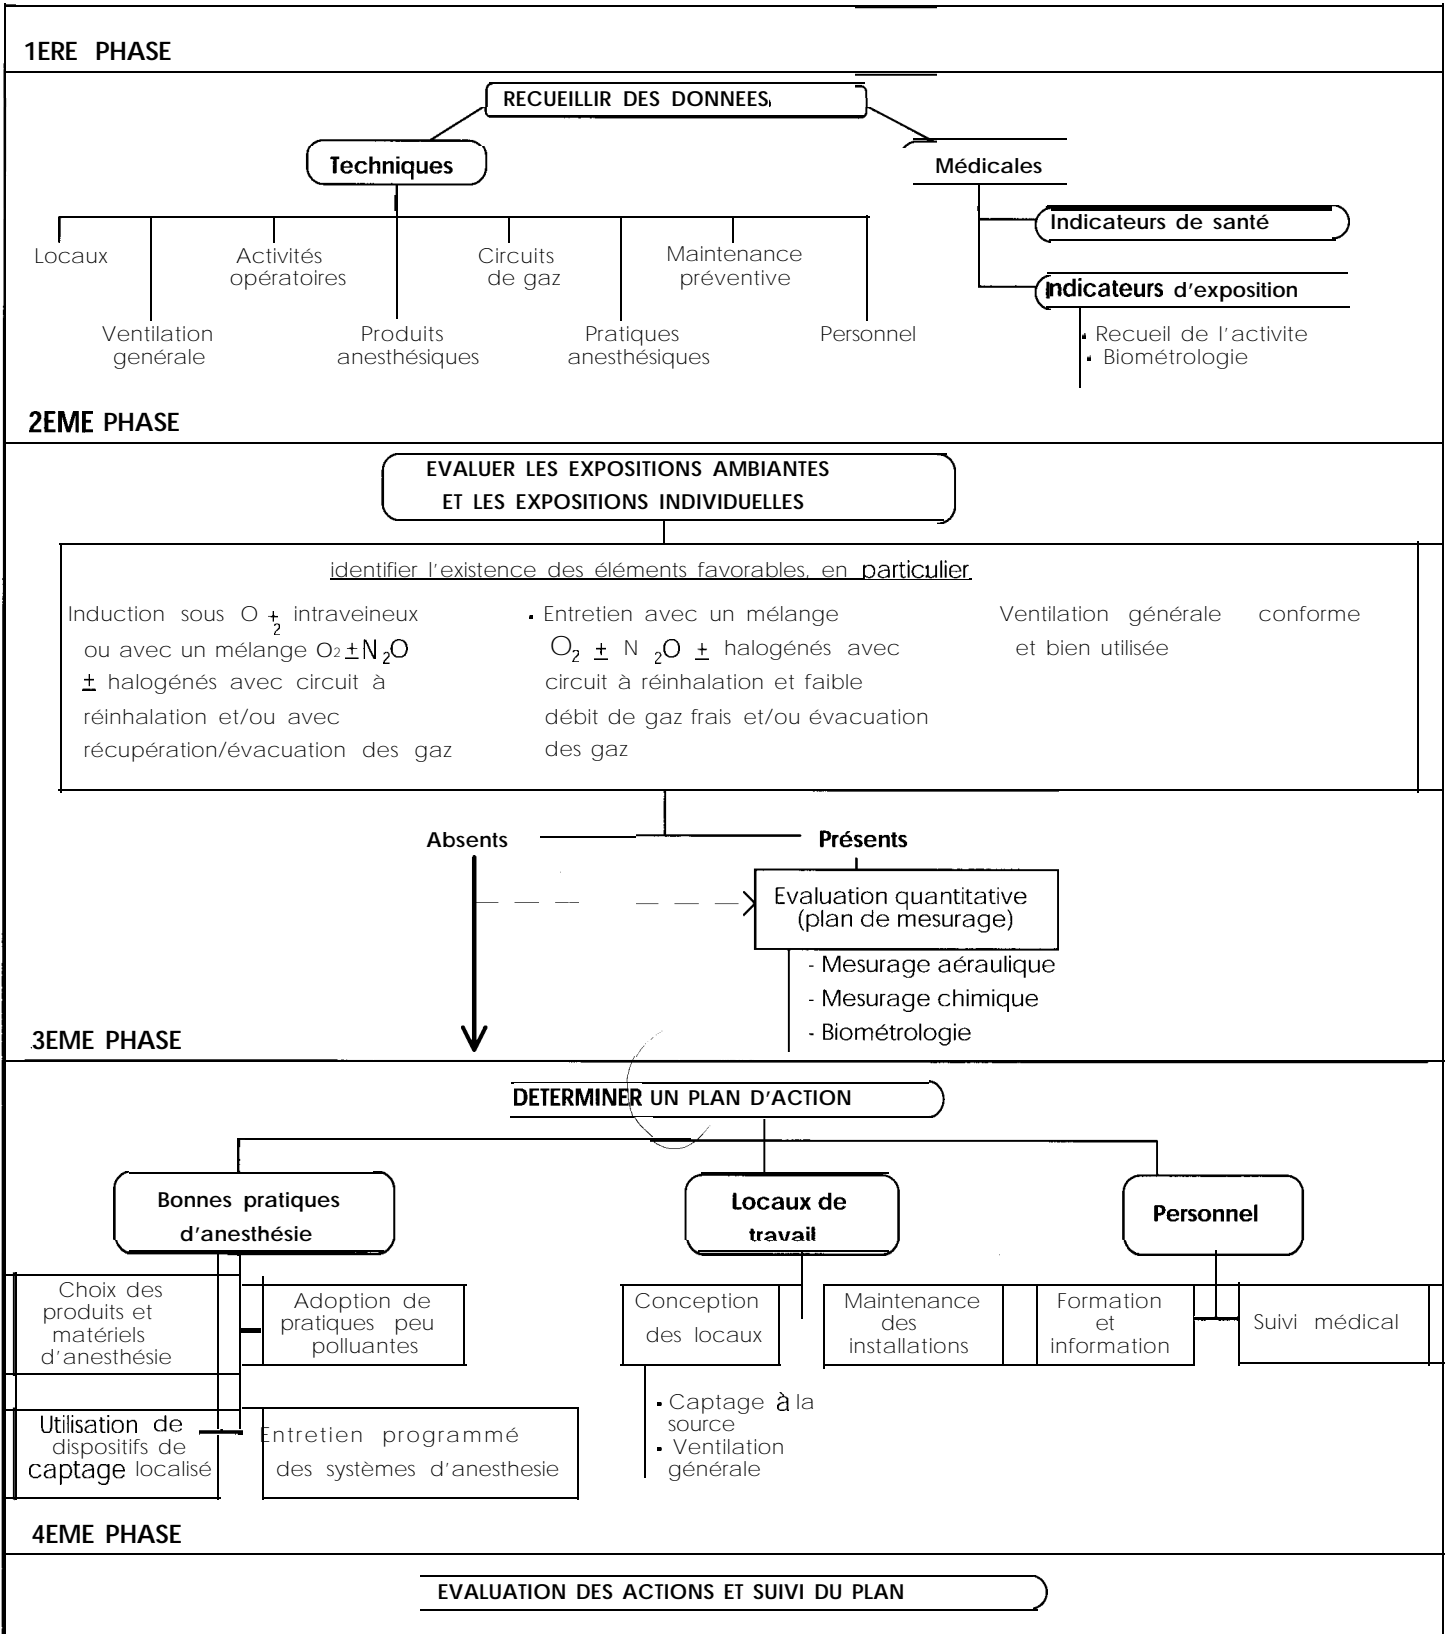 1ERE PHASE
RECUEILLIR DES DONNEES
Techniques
Médicales
Indicateurs de santé
Locaux
Activités
opératoires
Circuits
de gaz
Maintenance
préventive
Indicateurs d'exposition
Ventilation
genérale
Produits
anesthésiques
Pratiques
anesthésiques
Personnel
▪ Recueil de l'activite
▪ Biométrologie
2EME PHASE
EVALUER LES EXPOSITIONS AMBIANTES
ET LES EXPOSITIONS INDIVIDUELLES
identifier l'existence des éléments favorables, en particulier
Induction sous O2 ± intraveineux
ou avec un mélange O2 ± N2O
± halogénés avec circuit à
réinhalation et/ou avec
récupération/évacuation des gaz
▪ Entretien avec un mélange
O2 ± N2O ± halogénés avec
circuit à réinhalation et faible
débit de gaz frais et/ou évacuation
des gaz
Ventilation générale conforme
et bien utilisée
Absents
Présents
Evaluation quantitative
(plan de mesurage)
- Mesurage aéraulique
- Mesurage chimique
- Biométrologie
3EME PHASE
DETERMINER UN PLAN D'ACTION
Bonnes pratiques
d'anesthésie
Locaux de
travail
Personnel
Choix des
produits et
matériels
d'anesthésie
Adoption de
pratiques peu
polluantes
Conception
des locaux
Maintenance
des
installations
Formation
et
information
Suivi médical
Utilisation de
dispositifs de
captage localisé
Entretien programmé
des systèmes d'anesthesie
▪ Captage à la
source
▪ Ventilation
générale
4EME PHASE
EVALUATION DES ACTIONS ET SUIVI DU PLAN